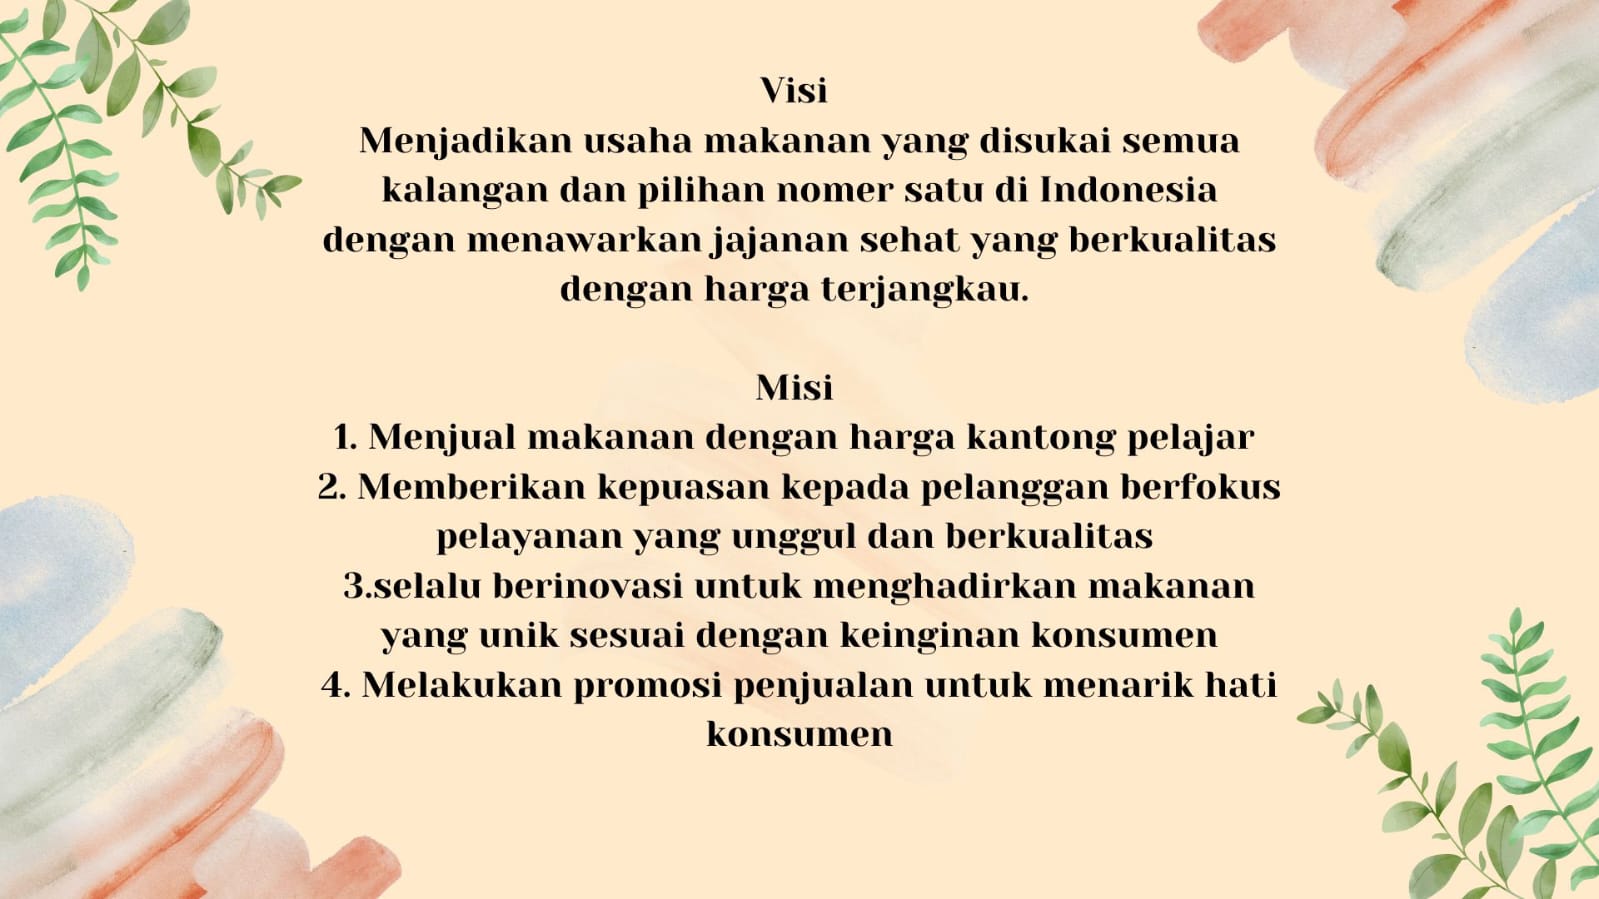 Visi
Menjadikan usaha makanan yang disukai semua
kalangan dan pilihan nomer satu di Indonesia
dengan menawarkan jajanan sehat yang berkualitas
dengan harga terjangkau.
Misi
1. Menjual makanan dengan harga kantong pelajar
2. Memberikan kepuasan kepada pelanggan berfokus
pelayanan yang unggul dan berkualitas
3.selalu berinovasi untuk menghadirkan makanan
yang unik sesuai dengan keinginan konsumen
4. Melakukan promosi penjualan untuk menarik hati
konsumen